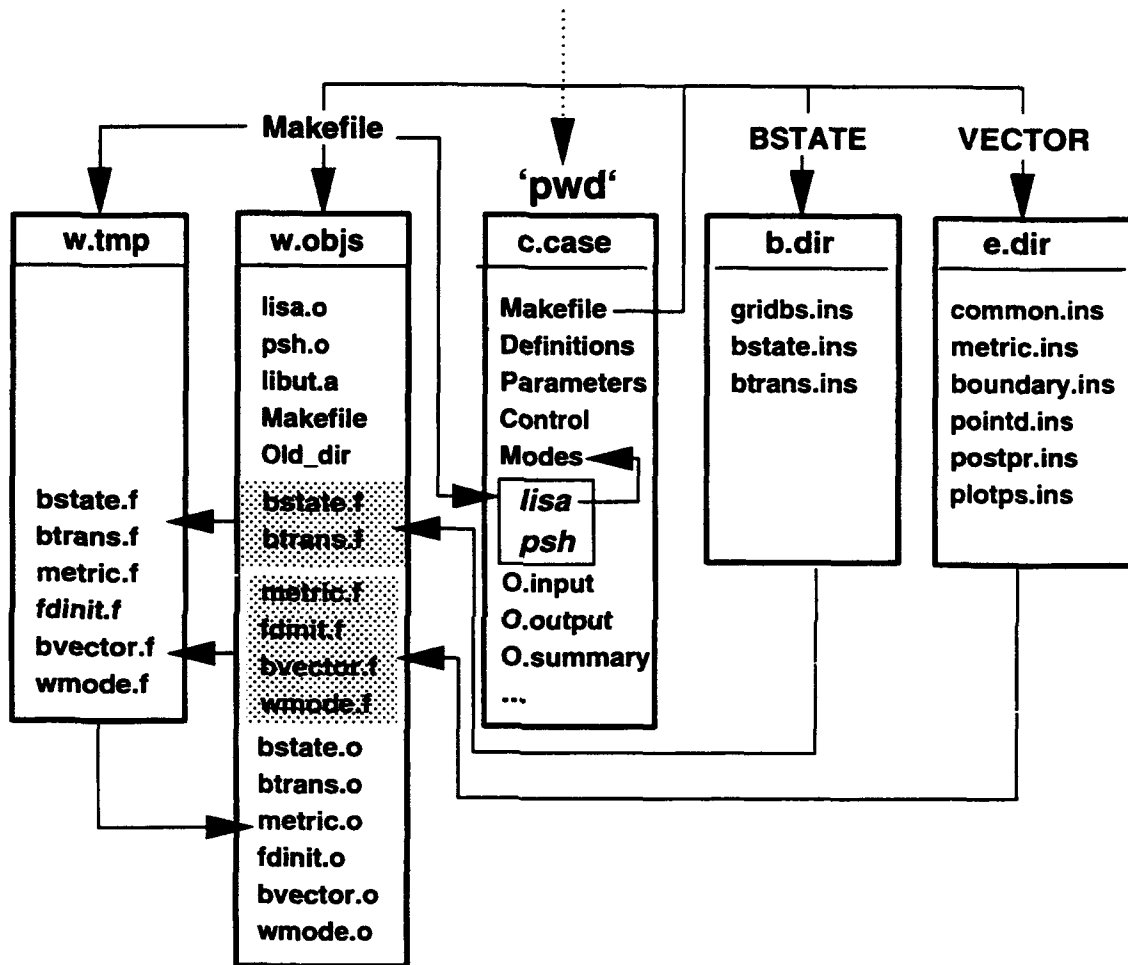 Makefile
BSTATE
VECTOR
‘pwd‘
w.tmp
bstate.f
btrans.f
metric.f
fdinit.f
bvector.f
wmode.f
w.objs
lisa.o
psh.o
libut.a
Makefile
Old_dir
bstate.f
btrans.f
metric.f
fdinit.f
bvector.f
wmode.f
bstate.o
btrans.o
metric.o
fdinit.o
bvector.o
wmode.o
c.case
Makefile
Definitions
Parameters
Control
Modes
lisa
psh
O.input
O.output
O.summary
...
b.dir
gridbs.ins
bstate.ins
btrans.ins
e.dir
common.ins
metric.ins
boundary.ins
pointd.ins
postpr.ins
plotps.ins